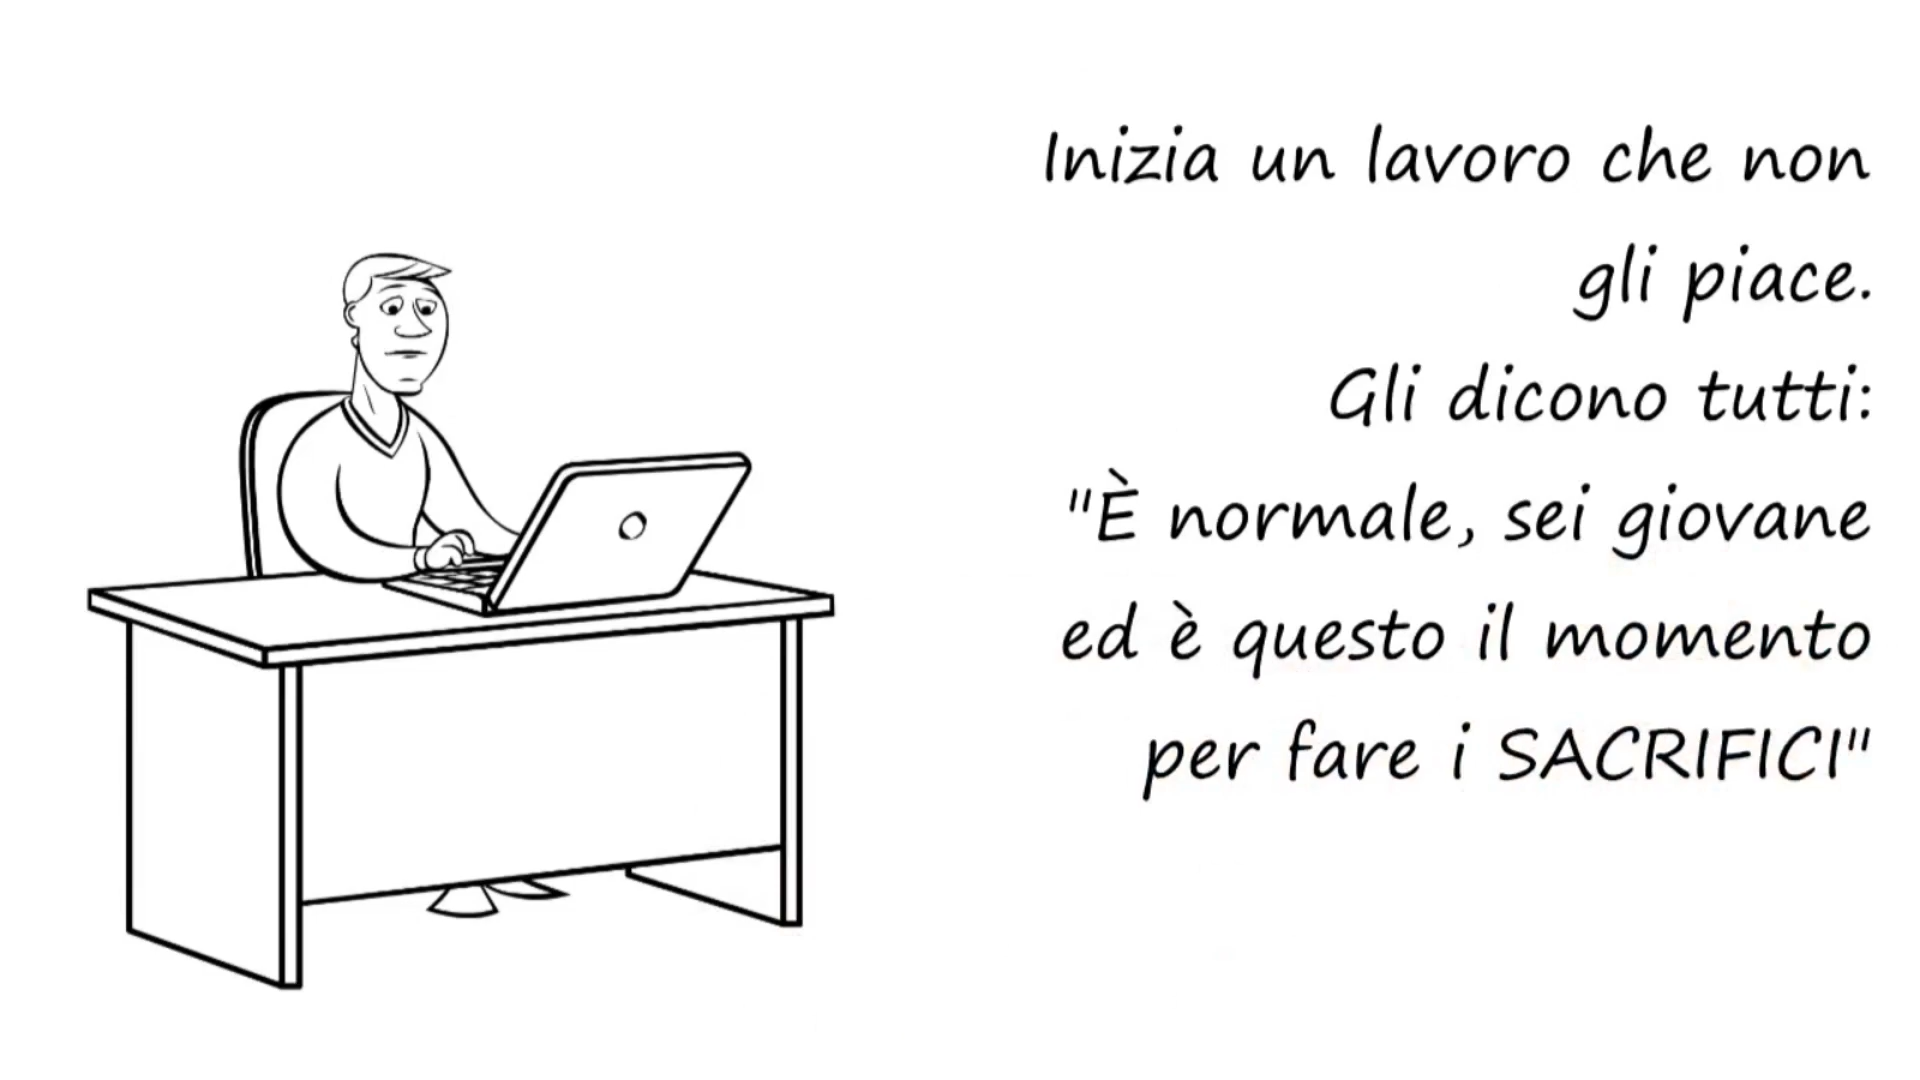 Inizia un lavoro che non
gli piace.
Gli dicono tutti:
"È normale, sei giovane
ed è questo il momento
per fare i SACRIFICI"